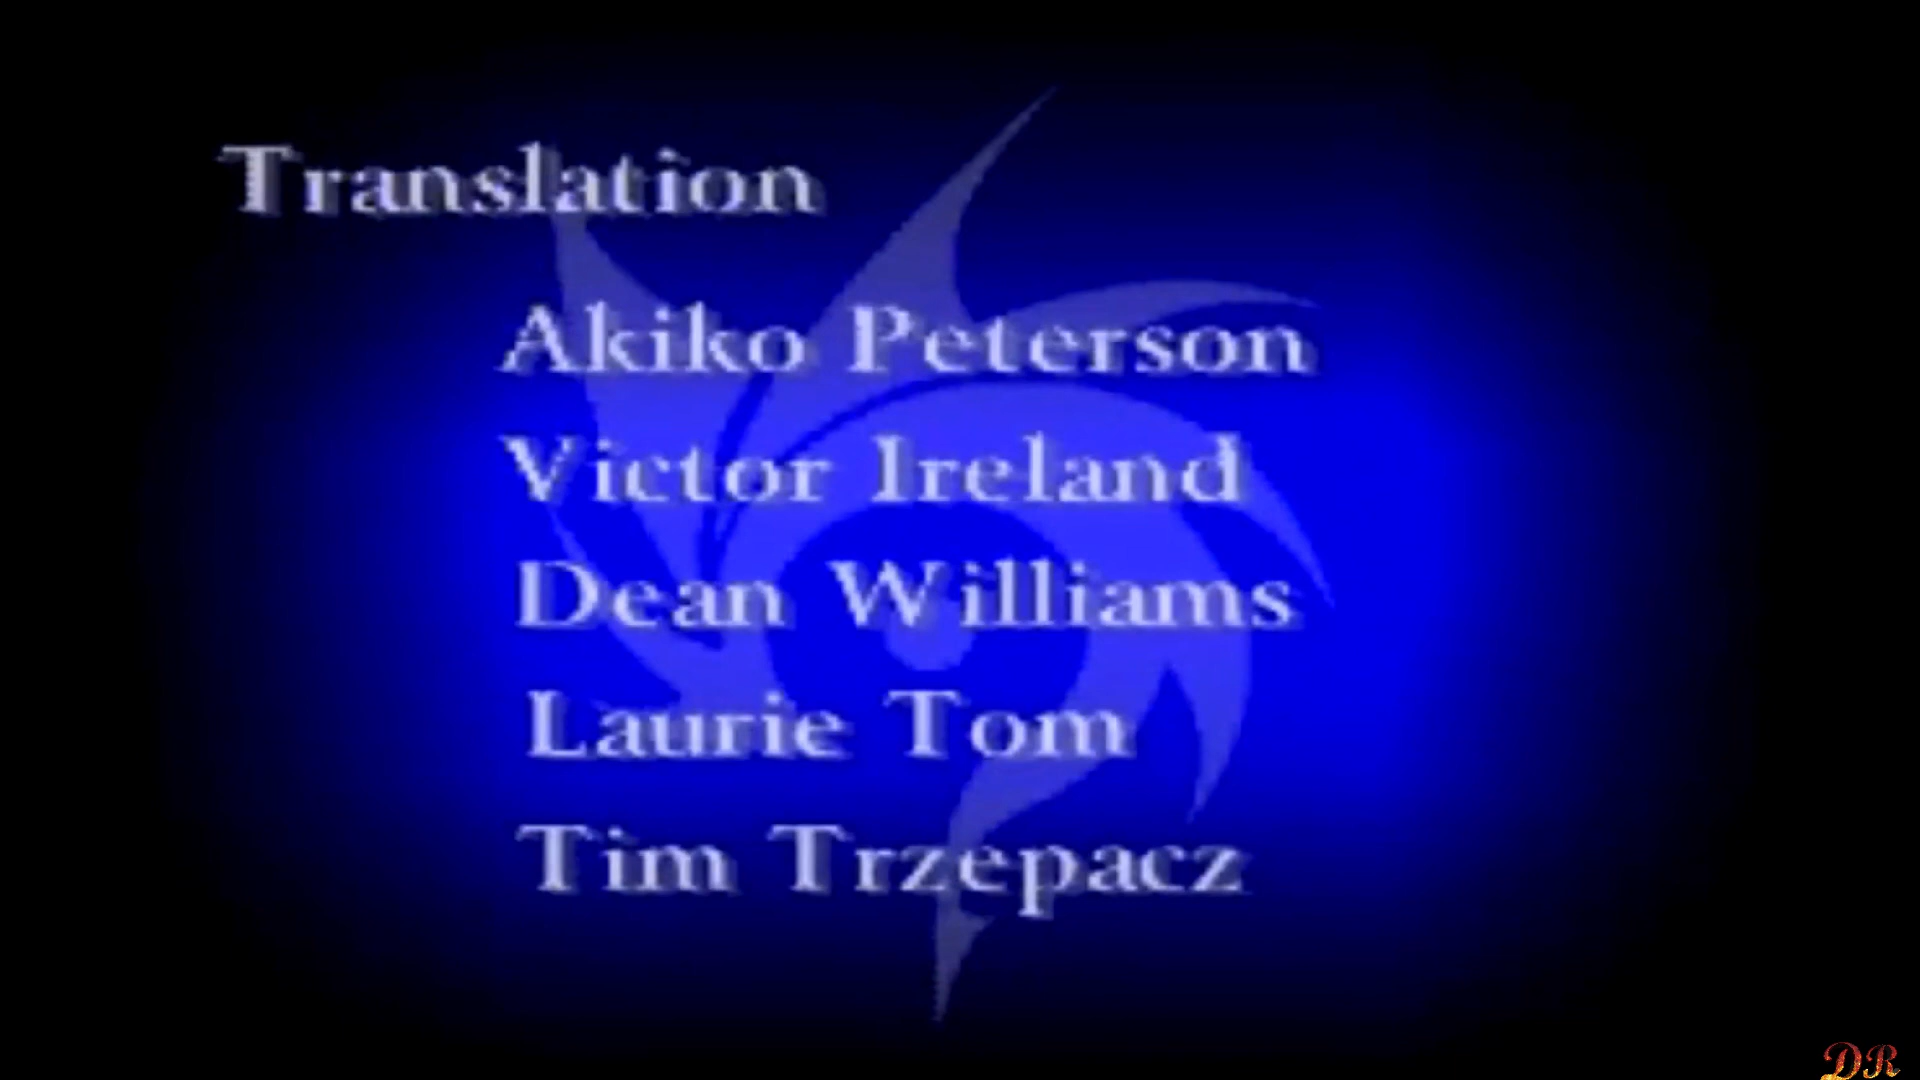 Translation
Akiko Peterson
Victor Ireland
Dean Williams
Laurie Tom
Tim Trzepacz
DR